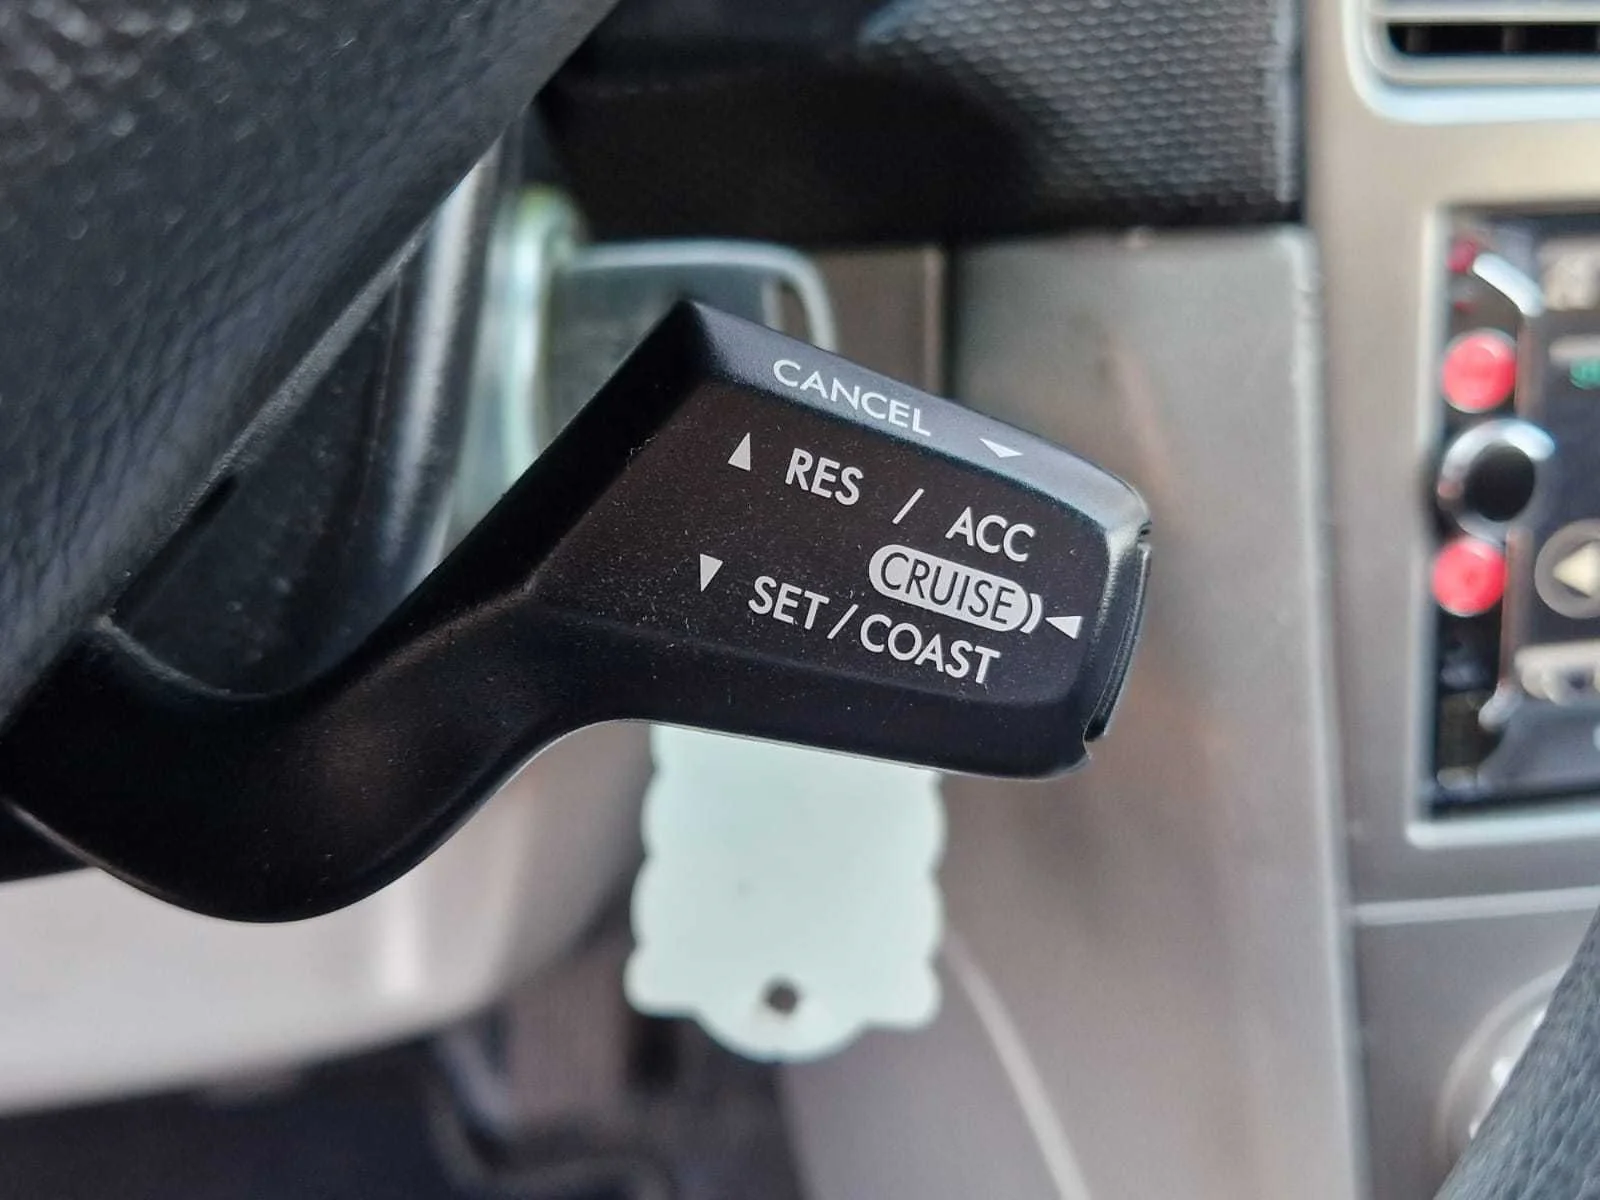 CANCEL
RES / ACC
CRUISE
SET / COAST